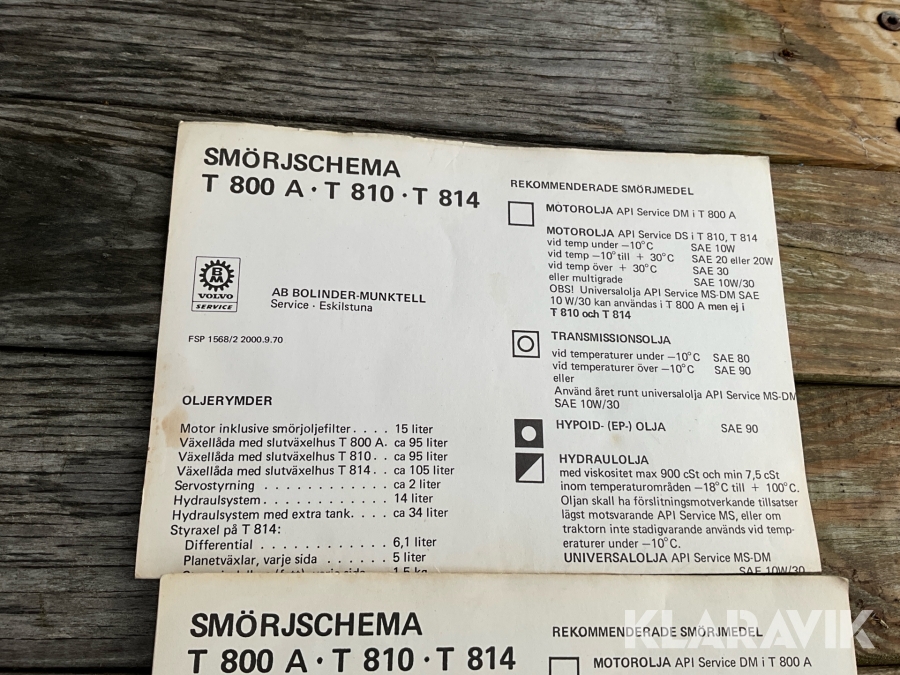 SMÖRJSCHEMA
T 800 A · T 810 · T 814
BM
VOLVO
SERVICE
AB BOLINDER-MUNKTELL
Service · Eskilstuna
FSP 1568/2 2000.9.70
OLJERYMDER
Motor inklusive smörjoljefilter. . . . 15 liter
Växellåda med slutväxelhus T 800 A. ca 95 liter
Växellåda med slutväxelhus T 810. . ca 95 liter
Växellåda med slutväxelhus T 814. . ca 105 liter
Servostyrning . . . . . . . . . . . . ca 2 liter
Hydraulsystem. . . . . . . . . . . . 14 liter
Hydraulsystem med extra tank. . . . ca 34 liter
Styraxel på T 814:
Differential . . . . . . . . . . . . 6,1 liter
Planetväxlar, varje sida . . . . . . 5 liter
varje sida 1,5 kg
REKOMMENDERADE SMÖRJMEDEL
MOTOROLJA API Service DM i T 800 A
MOTOROLJA API Service DS i T 810, T 814
vid temp under −10°C SAE 10W
vid temp −10°till + 30°C SAE 20 eller 20W
vid temp över + 30°C SAE 30
eller multigrade SAE 10W/30
OBS! Universalolja API Service MS-DM SAE
10 W/30 kan användas i T 800 A men ej i
T 810 och T 814
TRANSMISSIONSOLJA
vid temperaturer under −10°C SAE 80
vid temperaturer över −10°C SAE 90
eller
Använd året runt universalolja API Service MS-DM
SAE 10W/30
HYPOID- (EP-) OLJA SAE 90
HYDRAULOLJA
med viskositet max 900 cSt och min 7,5 cSt
inom temperaturområden −18°C till + 100°C.
Oljan skall ha förslitningsmotverkande tillsatser
lägst motsvarande API Service MS, eller om
traktorn inte stadigvarande används vid temp-
eraturer under −10°C.
UNIVERSALOLJA API Service MS-DM
SAE 10W/30
SMÖRJSCHEMA
T 800 A · T 810 · T 814
REKOMMENDERADE SMÖRJMEDEL
MOTOROLJA API Service DM i T 800 A
KLARAVIK